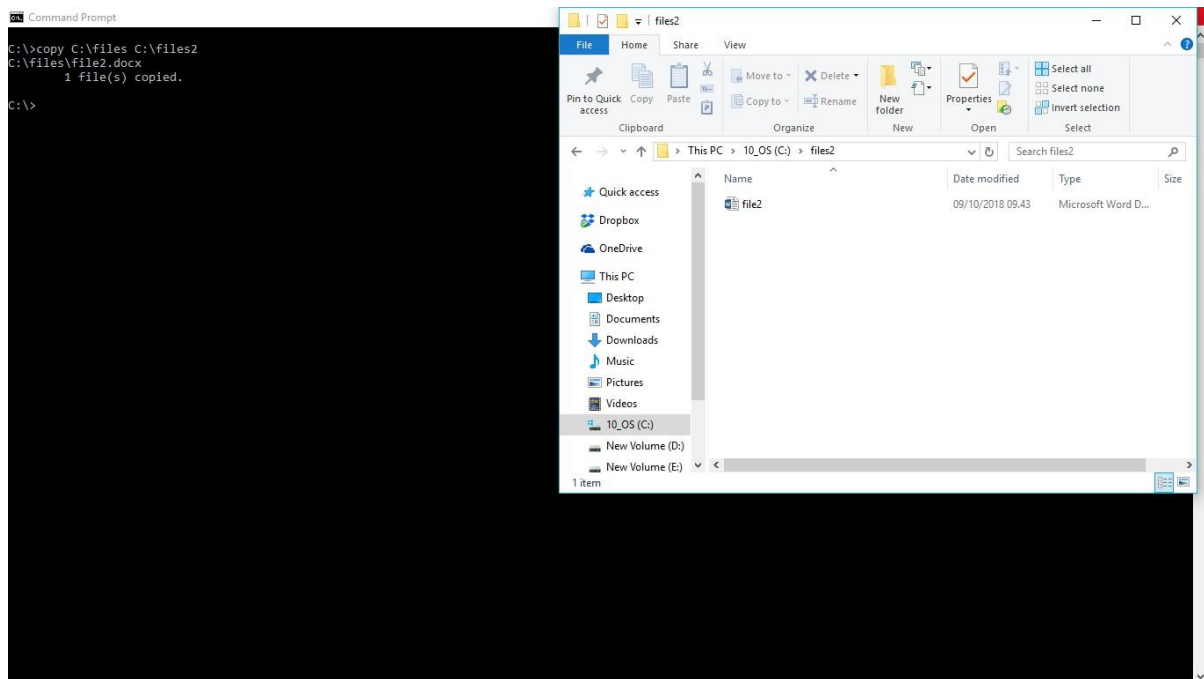 Command Prompt
C:\>copy C:\files C:\files2
C:\files\file2.docx
1 file(s) copied.
C:\>
files2
File Home Share View
Pin to Quick access
Copy
Paste
Move to
Copy to
Delete
Rename
New folder
Properties
Select all
Select none
Invert selection
Clipboard Organize New Open Select
This PC > 10_OS (C:) > files2
Search files2
Name Date modified Type Size
file2 09/10/2018 09.43 Microsoft Word D...
Quick access
Dropbox
OneDrive
This PC
Desktop
Documents
Downloads
Music
Pictures
Videos
10_OS (C:)
New Volume (D:)
New Volume (E:)
1 item